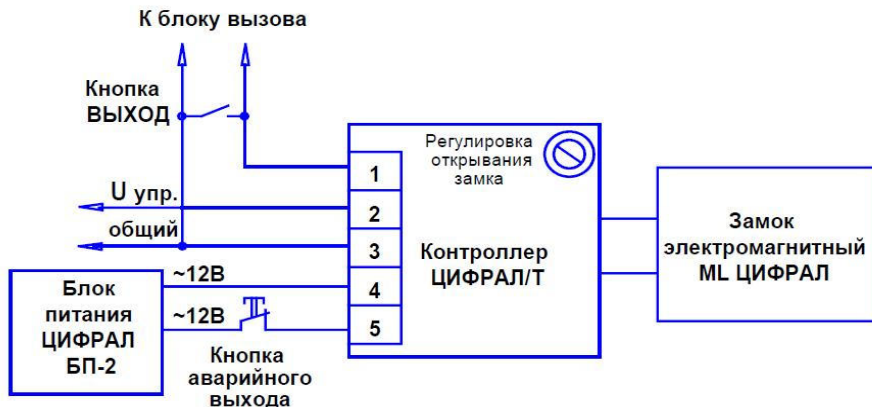 К блоку вызова
Кнопка
ВЫХОД
Регулировка
открывания
замка
1
U упр.
2
общий
3
Контроллер
ЦИФРАЛ/Т
Замок
электромагнитный
ML ЦИФРАЛ
Блок
питания
ЦИФРАЛ
БП-2
~12В
4
~12В
5
Кнопка
аварийного
выхода